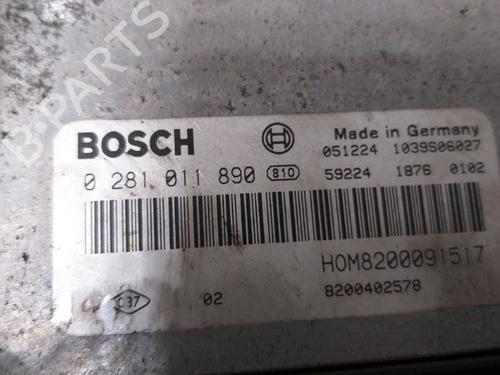 B-PARTS
BOSCH
Made in Germany
051224 1039S06027
0 281 011 890 810 59224 1876 0102
HOM8200091517
C37 02 8200402578